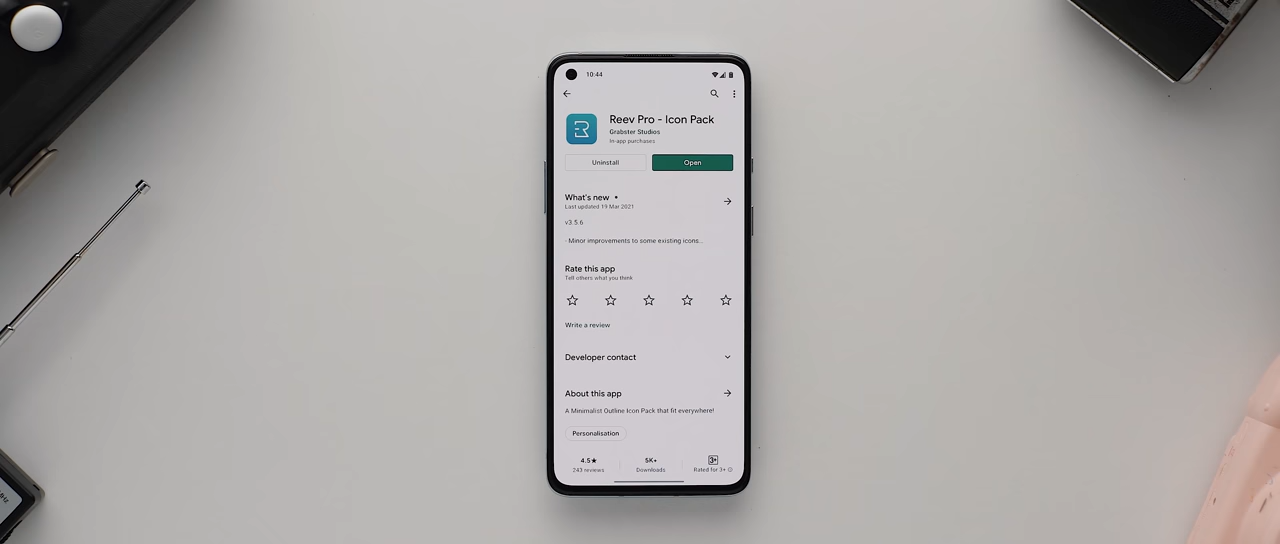 10:44
Reev Pro - Icon Pack
Grabster Studios
In-app purchases
Uninstall
Open
What's new •
Last updated 19 Mar 2021
v3.5.6
- Minor improvements to some existing icons...
Rate this app
Tell others what you think
Write a review
Developer contact
About this app
A Minimalist Outline Icon Pack that fit everywhere!
Personalisation
4.5★
243 reviews
5K+
Downloads
3+
Rated for 3+